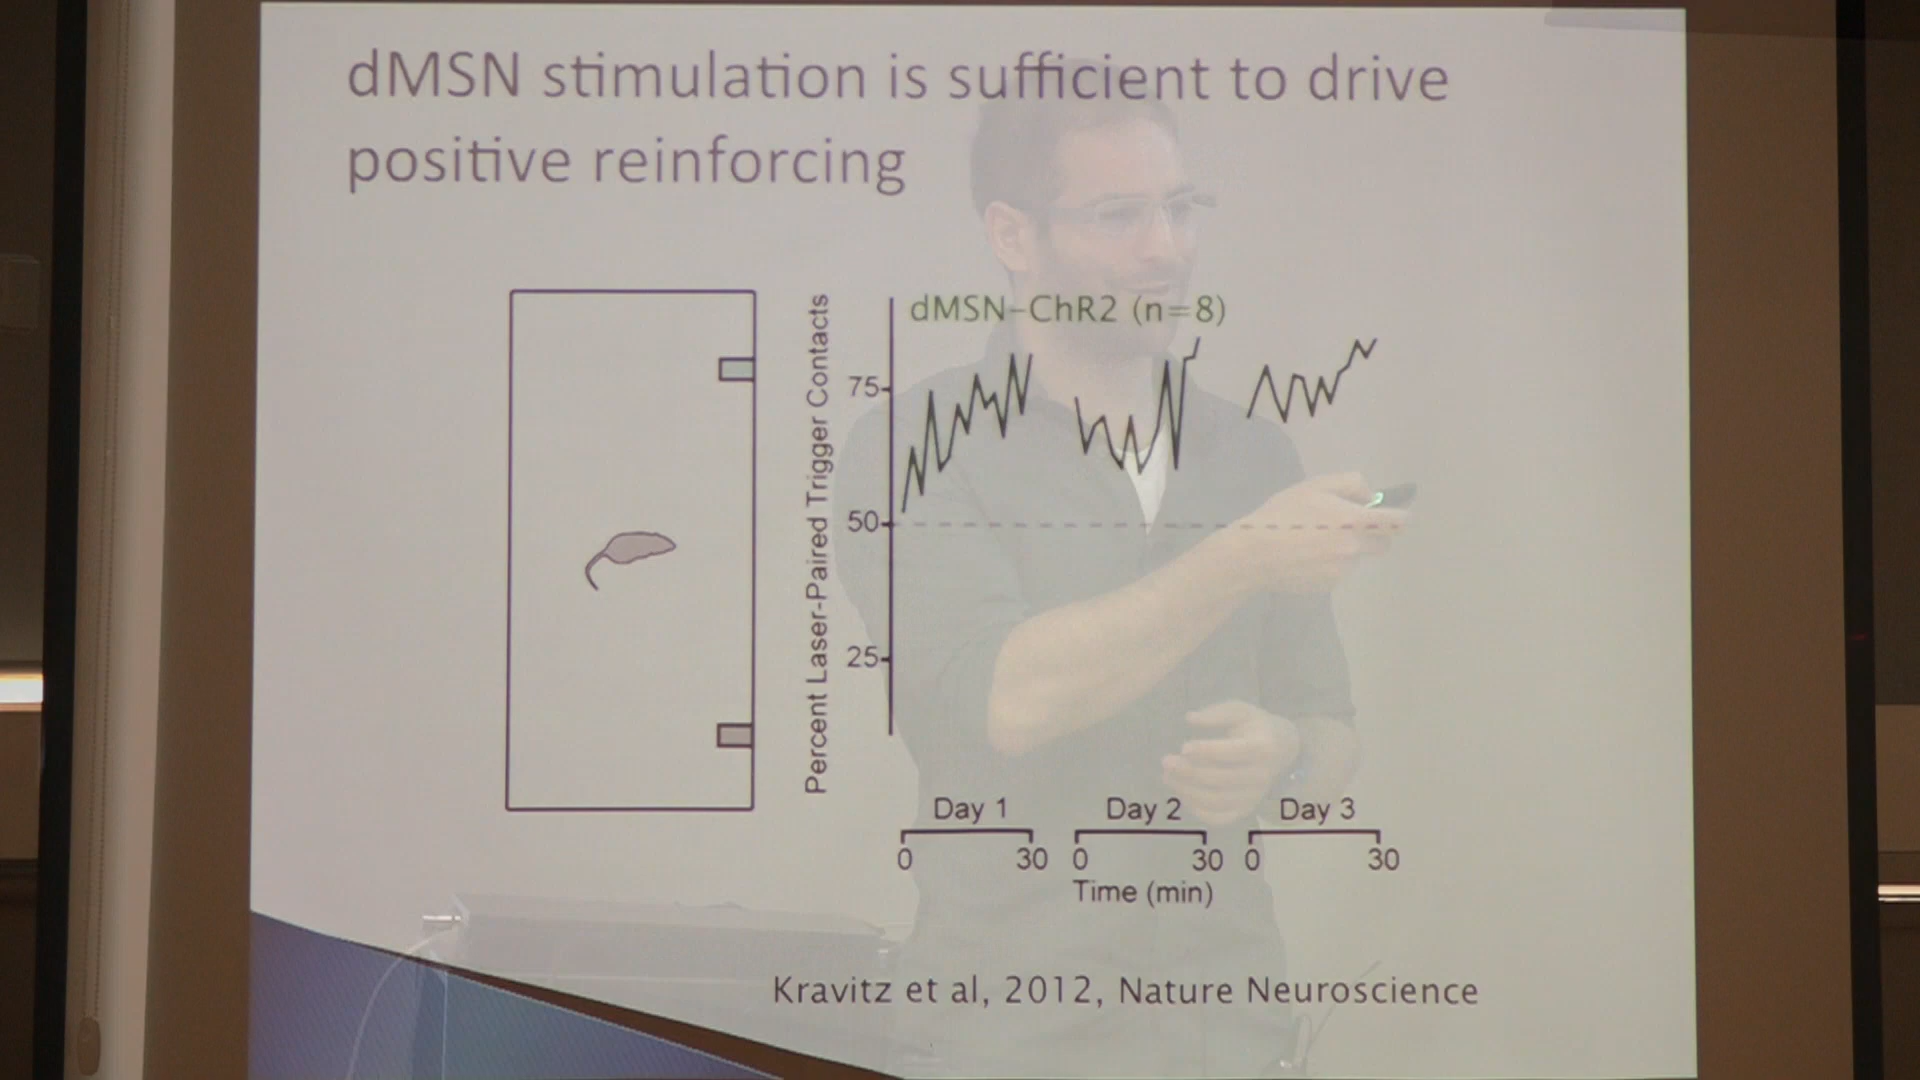 dMSN stimulation is sufficient to drive
positive reinforcing
Percent Laser-Paired Trigger Contacts
dMSN-ChR2 (n=8)
75
50
25
Day 1
Day 2
Day 3
0 30 0 30 0 30
Time (min)
Kravitz et al, 2012, Nature Neuroscience